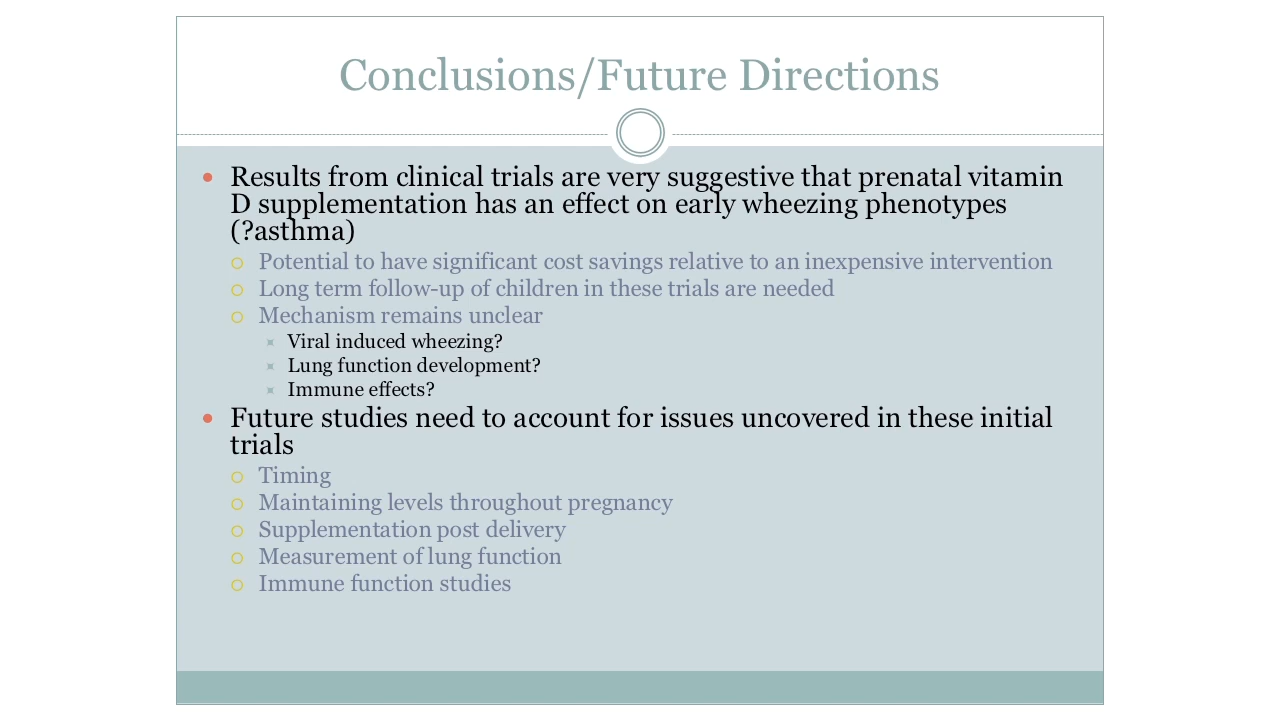 Conclusions/Future Directions
Results from clinical trials are very suggestive that prenatal vitamin
D supplementation has an effect on early wheezing phenotypes
(?asthma)
Potential to have significant cost savings relative to an inexpensive intervention
Long term follow-up of children in these trials are needed
Mechanism remains unclear
Viral induced wheezing?
Lung function development?
Immune effects?
Future studies need to account for issues uncovered in these initial
trials
Timing
Maintaining levels throughout pregnancy
Supplementation post delivery
Measurement of lung function
Immune function studies